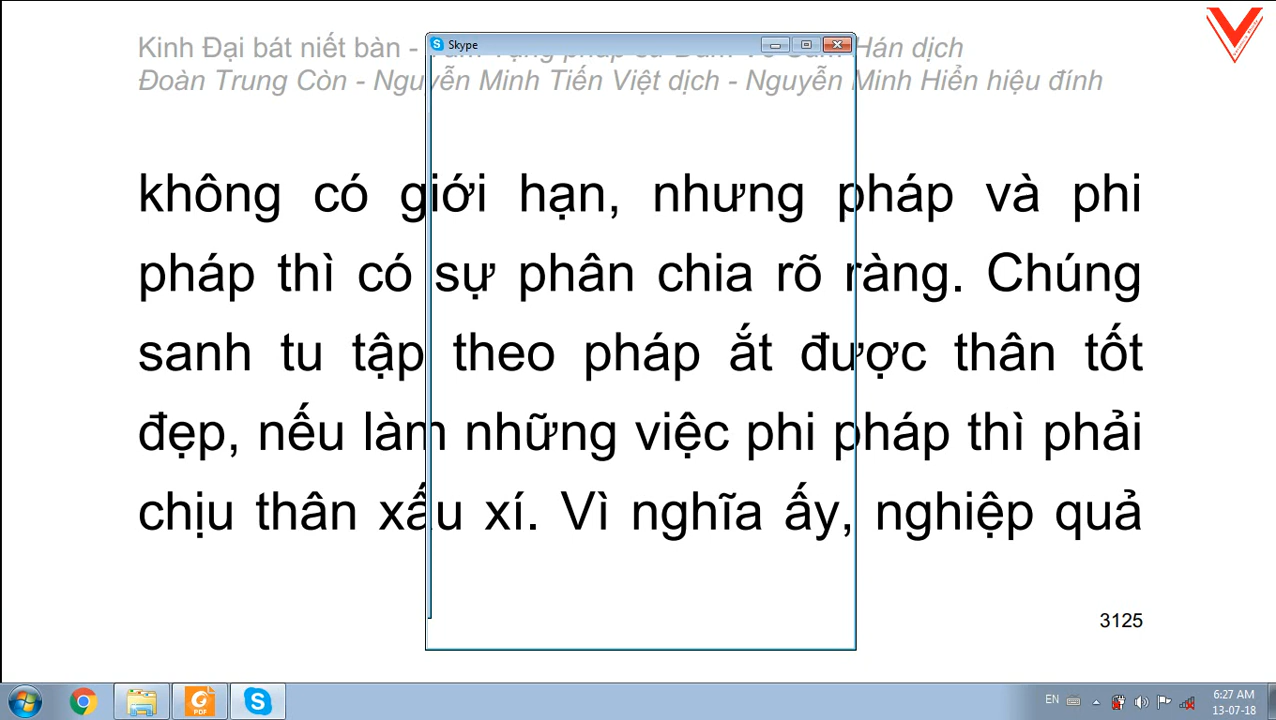 Kinh Đại bát niết bàn - Hán dịch
Skype
Đoàn Trung Còn - Nguyễn Minh Tiến Việt dịch - Nguyễn Minh Hiển hiệu đính
không có giới hạn, nhưng pháp và phi
pháp thì có sự phân chia rõ ràng. Chúng
sanh tu tập theo pháp ắt được thân tốt
đẹp, nếu làm những việc phi pháp thì phải
chịu thân xấu xí. Vì nghĩa ấy, nghiệp quả
3125
PDF
EN
6:27 AM
13-07-18